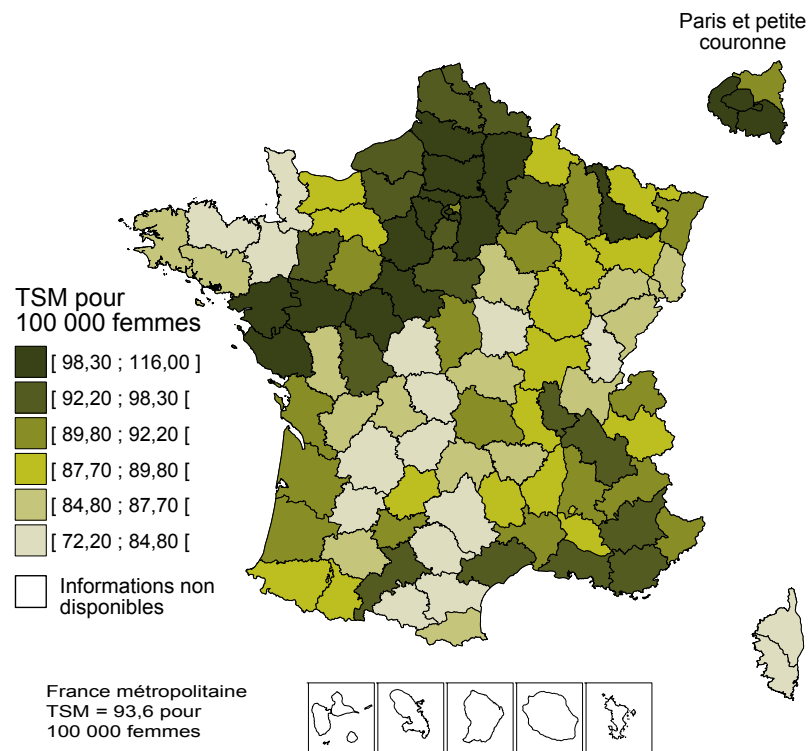 Paris et petite
couronne
TSM pour
100 000 femmes
[ 98,30 ; 116,00 ]
[ 92,20 ; 98,30 [
[ 89,80 ; 92,20 [
[ 87,70 ; 89,80 [
[ 84,80 ; 87,70 [
[ 72,20 ; 84,80 [
Informations non
disponibles
France métropolitaine
TSM = 93,6 pour
100 000 femmes